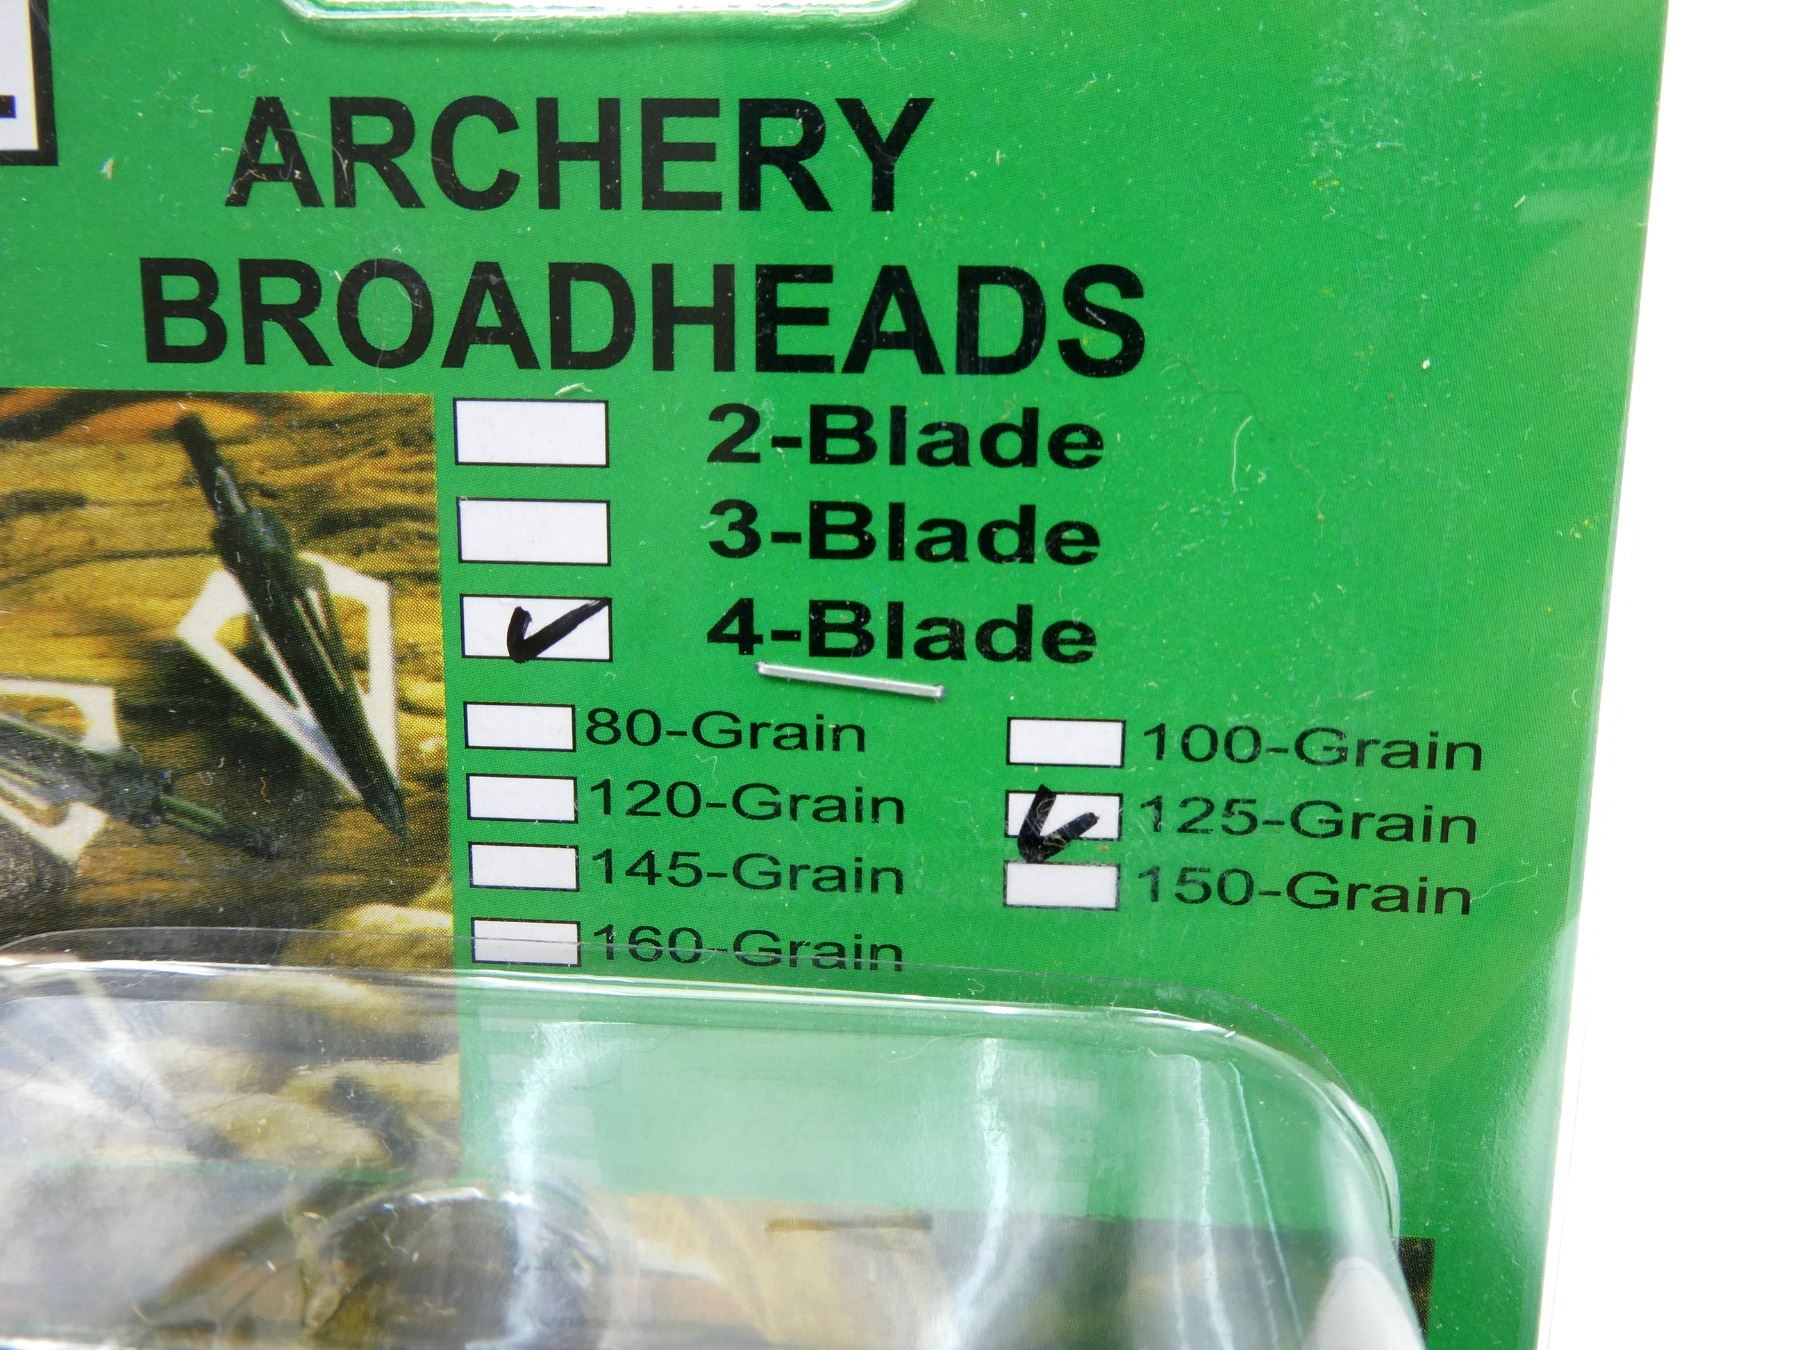 ARCHERY
BROADHEADS
2-Blade
3-Blade
4-Blade
80-Grain 100-Grain
120-Grain 125-Grain
145-Grain 150-Grain
160-Grain